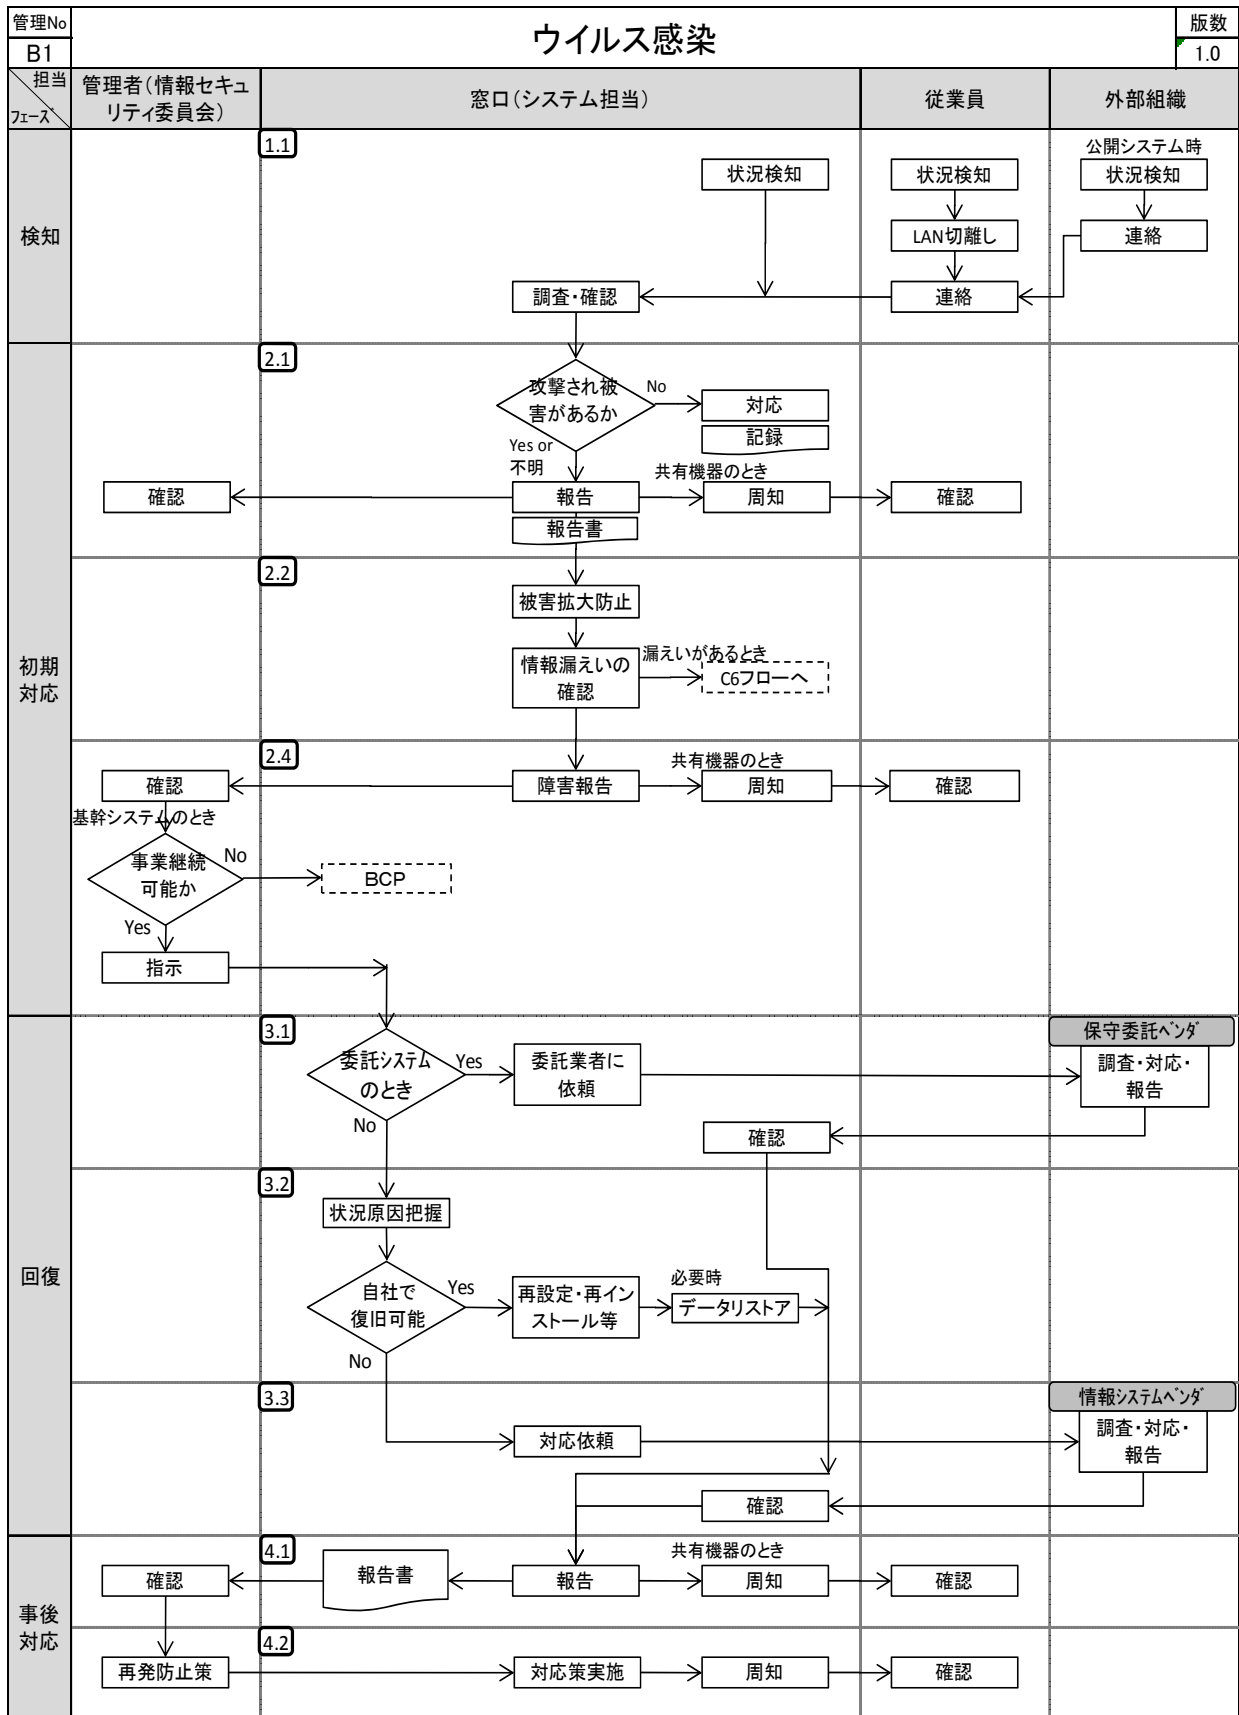 管理No
B1
ウイルス感染
版数
1.0
担当
フェーズ
管理者(情報セキュ
リティ委員会)
窓口(システム担当)
従業員
外部組織
検知
1.1
公開システム時
状況検知
状況検知
状況検知
LAN切離し
連絡
調査・確認
連絡
初期
対応
2.1
攻撃され被
害があるか
No
対応
記録
Yes or
不明
共有機器のとき
確認
報告
周知
確認
報告書
2.2
被害拡大防止
情報漏えいの
確認
漏えいがあるとき
C6フローへ
2.4
共有機器のとき
確認
障害報告
周知
確認
基幹システムのとき
事業継続
可能か
No
BCP
Yes
指示
回復
3.1
保守委託ベンダ
委託システム
のとき
Yes
委託業者に
依頼
調査・対応・
報告
No
確認
3.2
状況原因把握
自社で
復旧可能
Yes
再設定・再イン
ストール等
必要時
データリストア
No
3.3
情報システムベンダ
対応依頼
調査・対応・
報告
確認
事後
対応
4.1
共有機器のとき
確認
報告書
報告
周知
確認
4.2
再発防止策
対応策実施
周知
確認